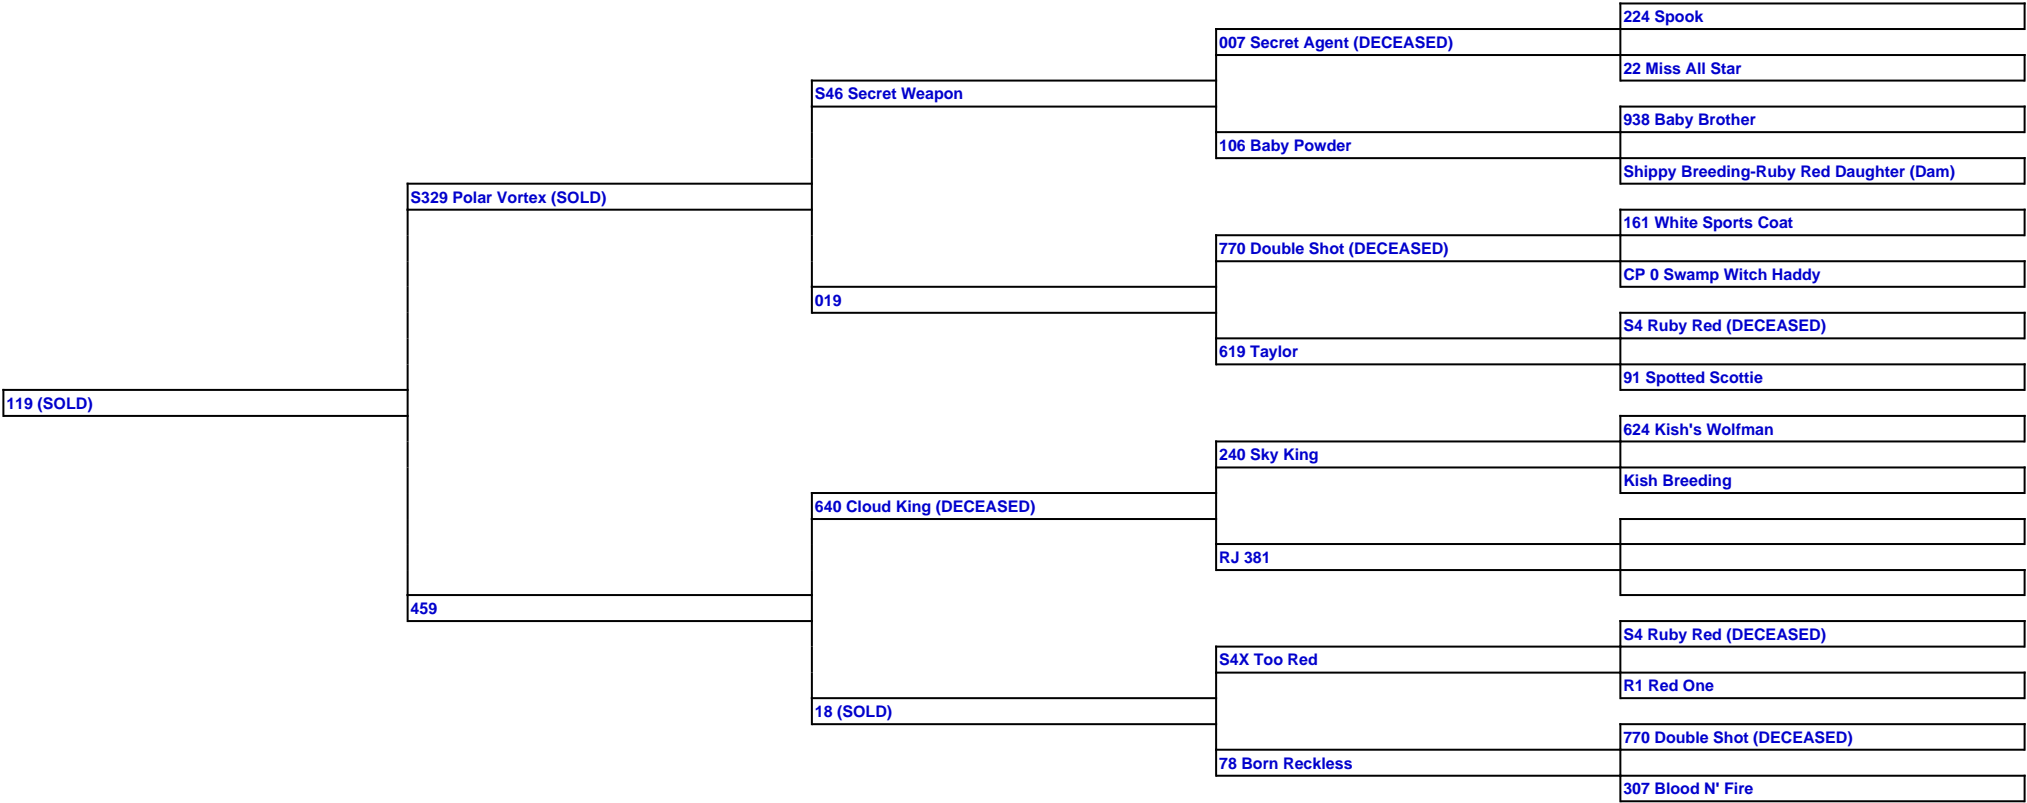 224 Spook
007 Secret Agent (DECEASED)
22 Miss All Star
S46 Secret Weapon
938 Baby Brother
106 Baby Powder
Shippy Breeding-Ruby Red Daughter (Dam)
S329 Polar Vortex (SOLD)
161 White Sports Coat
770 Double Shot (DECEASED)
CP 0 Swamp Witch Haddy
019
S4 Ruby Red (DECEASED)
619 Taylor
91 Spotted Scottie
119 (SOLD)
624 Kish's Wolfman
240 Sky King
Kish Breeding
640 Cloud King (DECEASED)
RJ 381
459
S4 Ruby Red (DECEASED)
S4X Too Red
R1 Red One
18 (SOLD)
770 Double Shot (DECEASED)
78 Born Reckless
307 Blood N' Fire